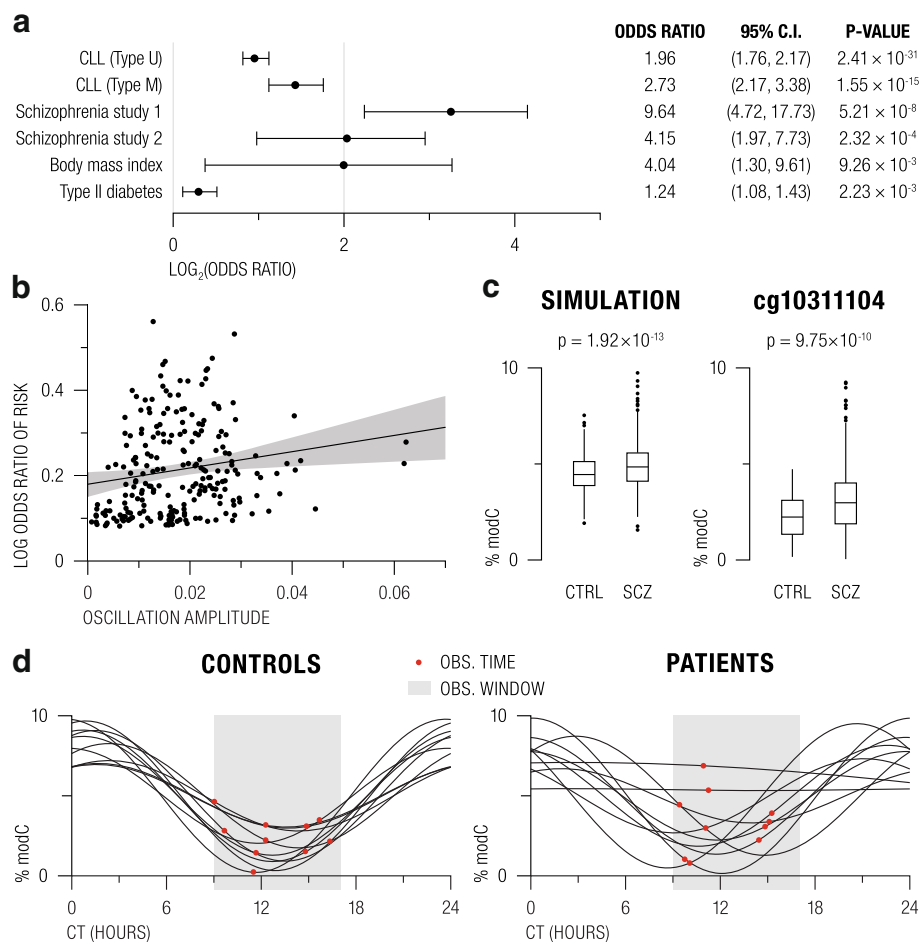 a
ODDS RATIO 95% C.I. P-VALUE
CLL (Type U) 1.96 (1.76, 2.17) 2.41 × 10⁻³¹
CLL (Type M) 2.73 (2.17, 3.38) 1.55 × 10⁻¹⁵
Schizophrenia study 1 9.64 (4.72, 17.73) 5.21 × 10⁻⁸
Schizophrenia study 2 4.15 (1.97, 7.73) 2.32 × 10⁻⁴
Body mass index 4.04 (1.30, 9.61) 9.26 × 10⁻³
Type II diabetes 1.24 (1.08, 1.43) 2.23 × 10⁻³
0 2 4
LOG₂(ODDS RATIO)
b
LOG ODDS RATIO OF RISK
0.6
0.4
0.2
0
0 0.02 0.04 0.06
OSCILLATION AMPLITUDE
c
SIMULATION
p = 1.92×10⁻¹³
% modC
10
0
CTRL SCZ
cg10311104
p = 9.75×10⁻¹⁰
% modC
10
0
CTRL SCZ
d
CONTROLS
OBS. TIME
OBS. WINDOW
PATIENTS
% modC
10
0
0 6 12 18 24
CT (HOURS)
% modC
10
0
0 6 12 18 24
CT (HOURS)